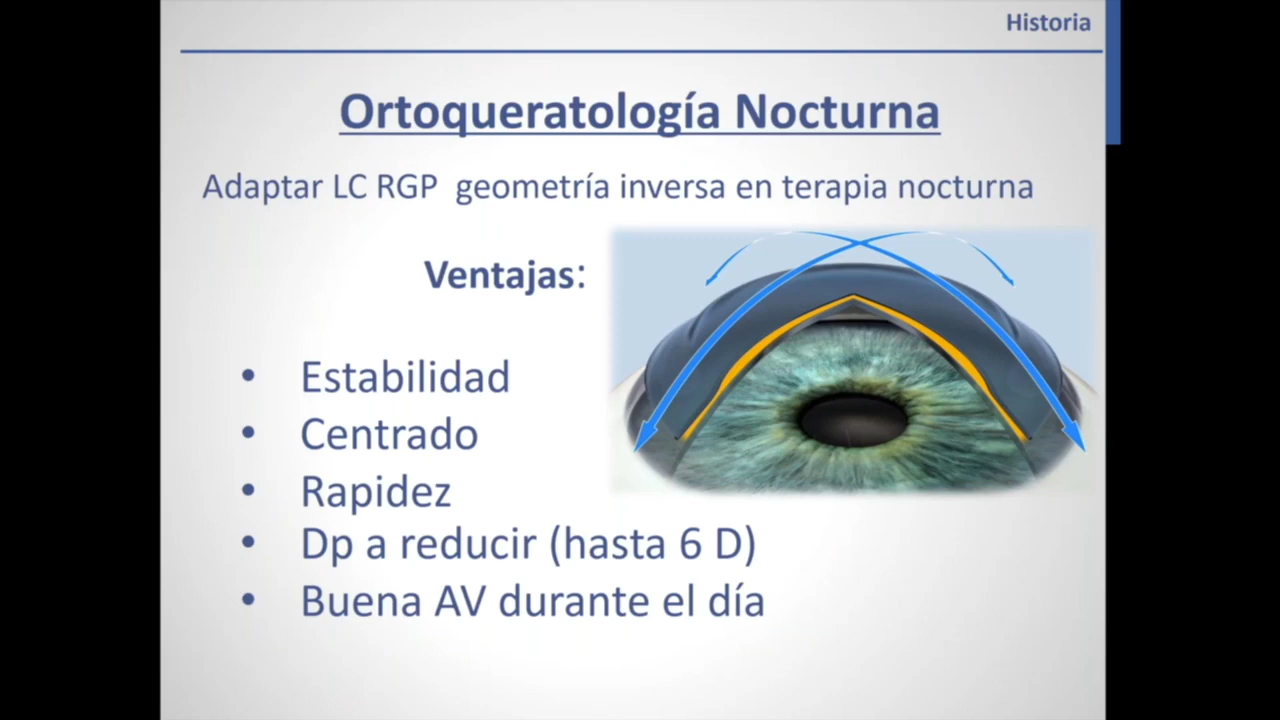 Historia
Ortoqueratología Nocturna
Adaptar LC RGP geometría inversa en terapia nocturna
Ventajas:
• Estabilidad
• Centrado
• Rapidez
• Dp a reducir (hasta 6 D)
• Buena AV durante el día